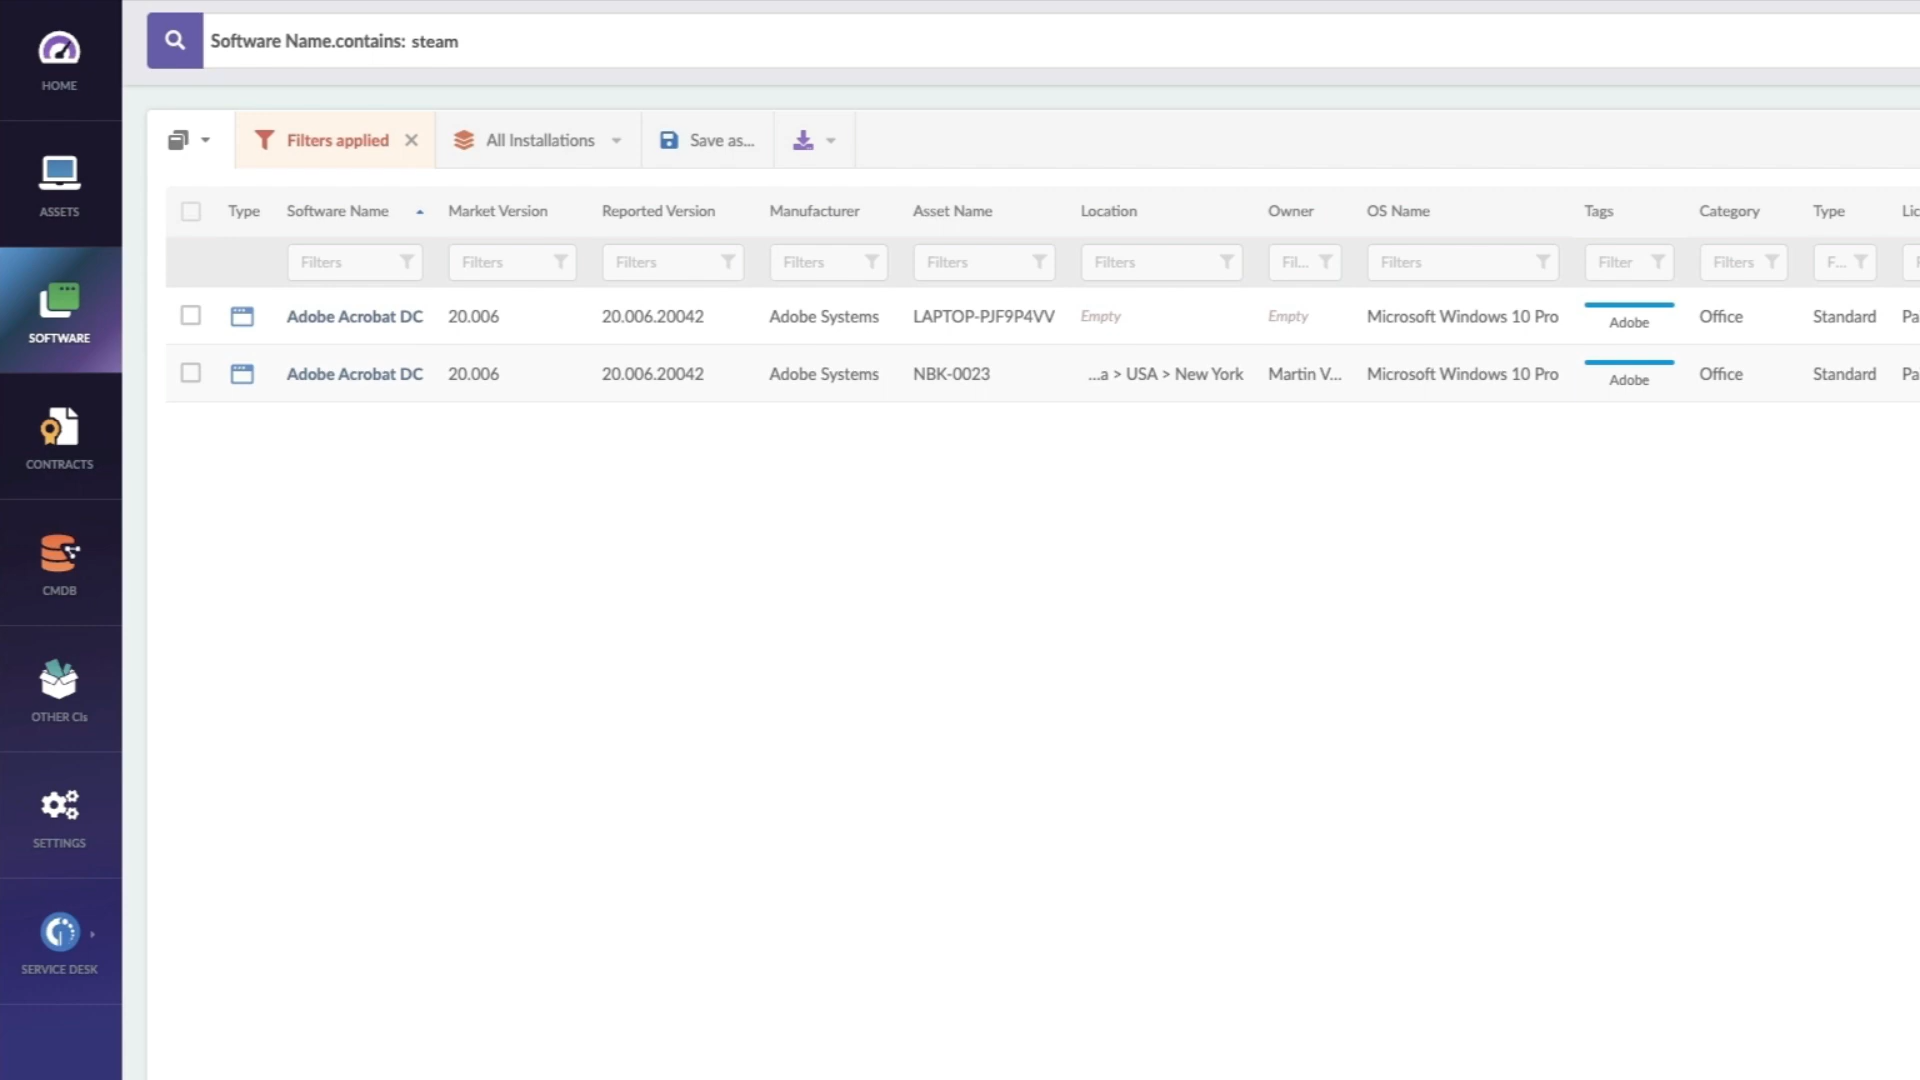 HOME
ASSETS
SOFTWARE
CONTRACTS
CMDB
OTHER CIs
SETTINGS
SERVICE DESK
Software Name.contains: steam
Filters applied All Installations Save as...
Type Software Name Market Version Reported Version Manufacturer Asset Name Location Owner OS Name Tags Category Type Lic
Filters Filters Filters Filters Filters Filters Fil... Filters Filter Filters F...
Adobe Acrobat DC 20.006 20.006.20042 Adobe Systems LAPTOP-PJF9P4VV Empty Empty Microsoft Windows 10 Pro Adobe Office Standard Pa
Adobe Acrobat DC 20.006 20.006.20042 Adobe Systems NBK-0023 ...a > USA > New York Martin V... Microsoft Windows 10 Pro Adobe Office Standard Pa